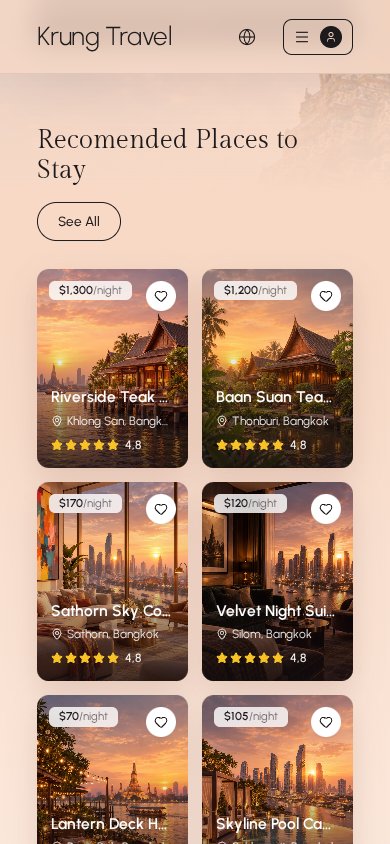 Krung Travel
Recomended Places to
Stay
See All
$1,300/night
Riverside Teak ...
Khlong San, Bangk...
4.8
$1,200/night
Baan Suan Tea...
Thonburi, Bangkok
4.8
$170/night
Sathorn Sky Co...
Sathorn, Bangkok
4.8
$120/night
Velvet Night Sui...
Silom, Bangkok
4.8
$70/night
Lantern Deck H...
$105/night
Skyline Pool Ca...